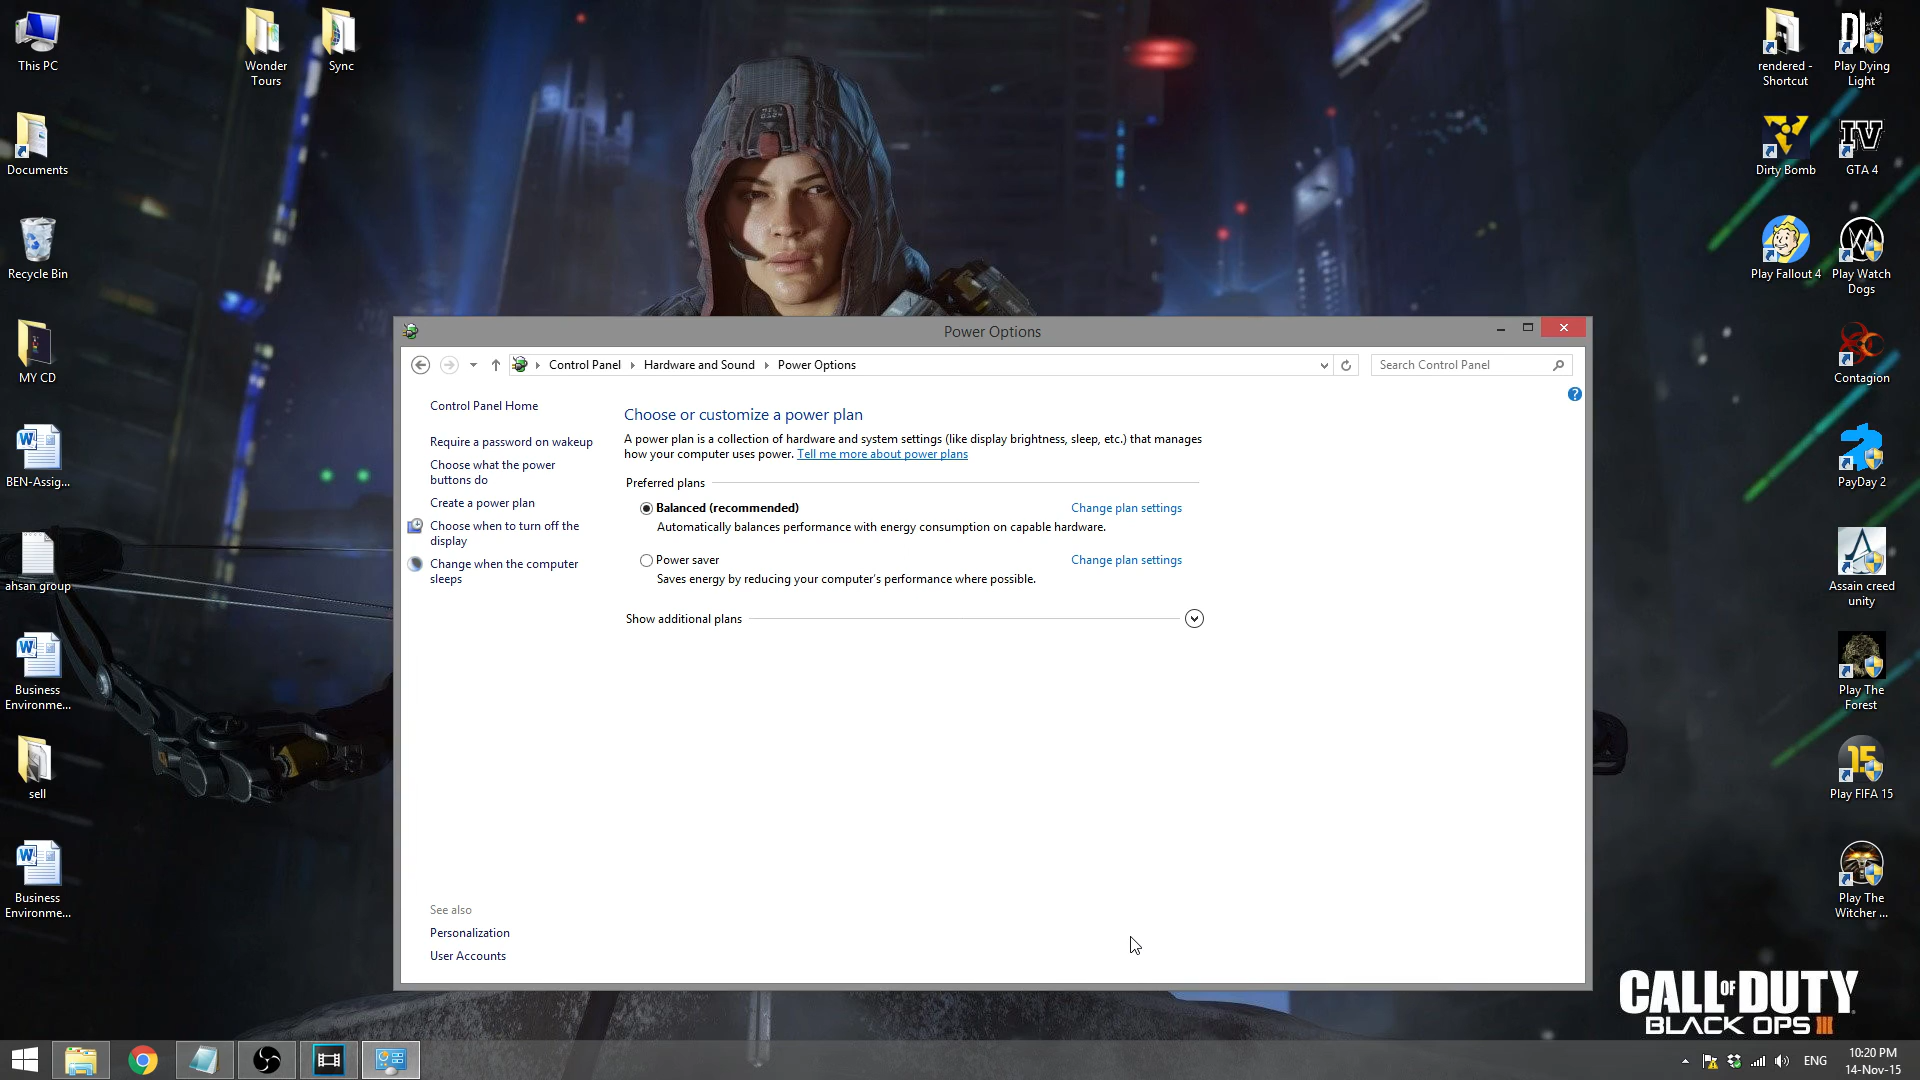 This PC
Wonder
Tours
Sync
rendered -
Shortcut
Play Dying
Light
Documents
Dirty Bomb
GTA 4
Recycle Bin
Play Fallout 4
Play Watch
Dogs
MY CD
Contagion
BEN-Assig...
PayDay 2
ahsan group
Assain creed
unity
Business
Environme...
Play The
Forest
sell
15
Play FIFA 15
Business
Environme...
Play The
Witcher ...
Power Options
Control Panel
Hardware and Sound
Power Options
Search Control Panel
Control Panel Home
Require a password on wakeup
Choose what the power
buttons do
Create a power plan
Choose when to turn off the
display
Change when the computer
sleeps
Choose or customize a power plan
A power plan is a collection of hardware and system settings (like display brightness, sleep, etc.) that manages
how your computer uses power. Tell me more about power plans
Preferred plans
Balanced (recommended)
Change plan settings
Automatically balances performance with energy consumption on capable hardware.
Power saver
Change plan settings
Saves energy by reducing your computer's performance where possible.
Show additional plans
See also
Personalization
User Accounts
CALL OF DUTY
BLACK OPS III
ENG
10:20 PM
14-Nov-15